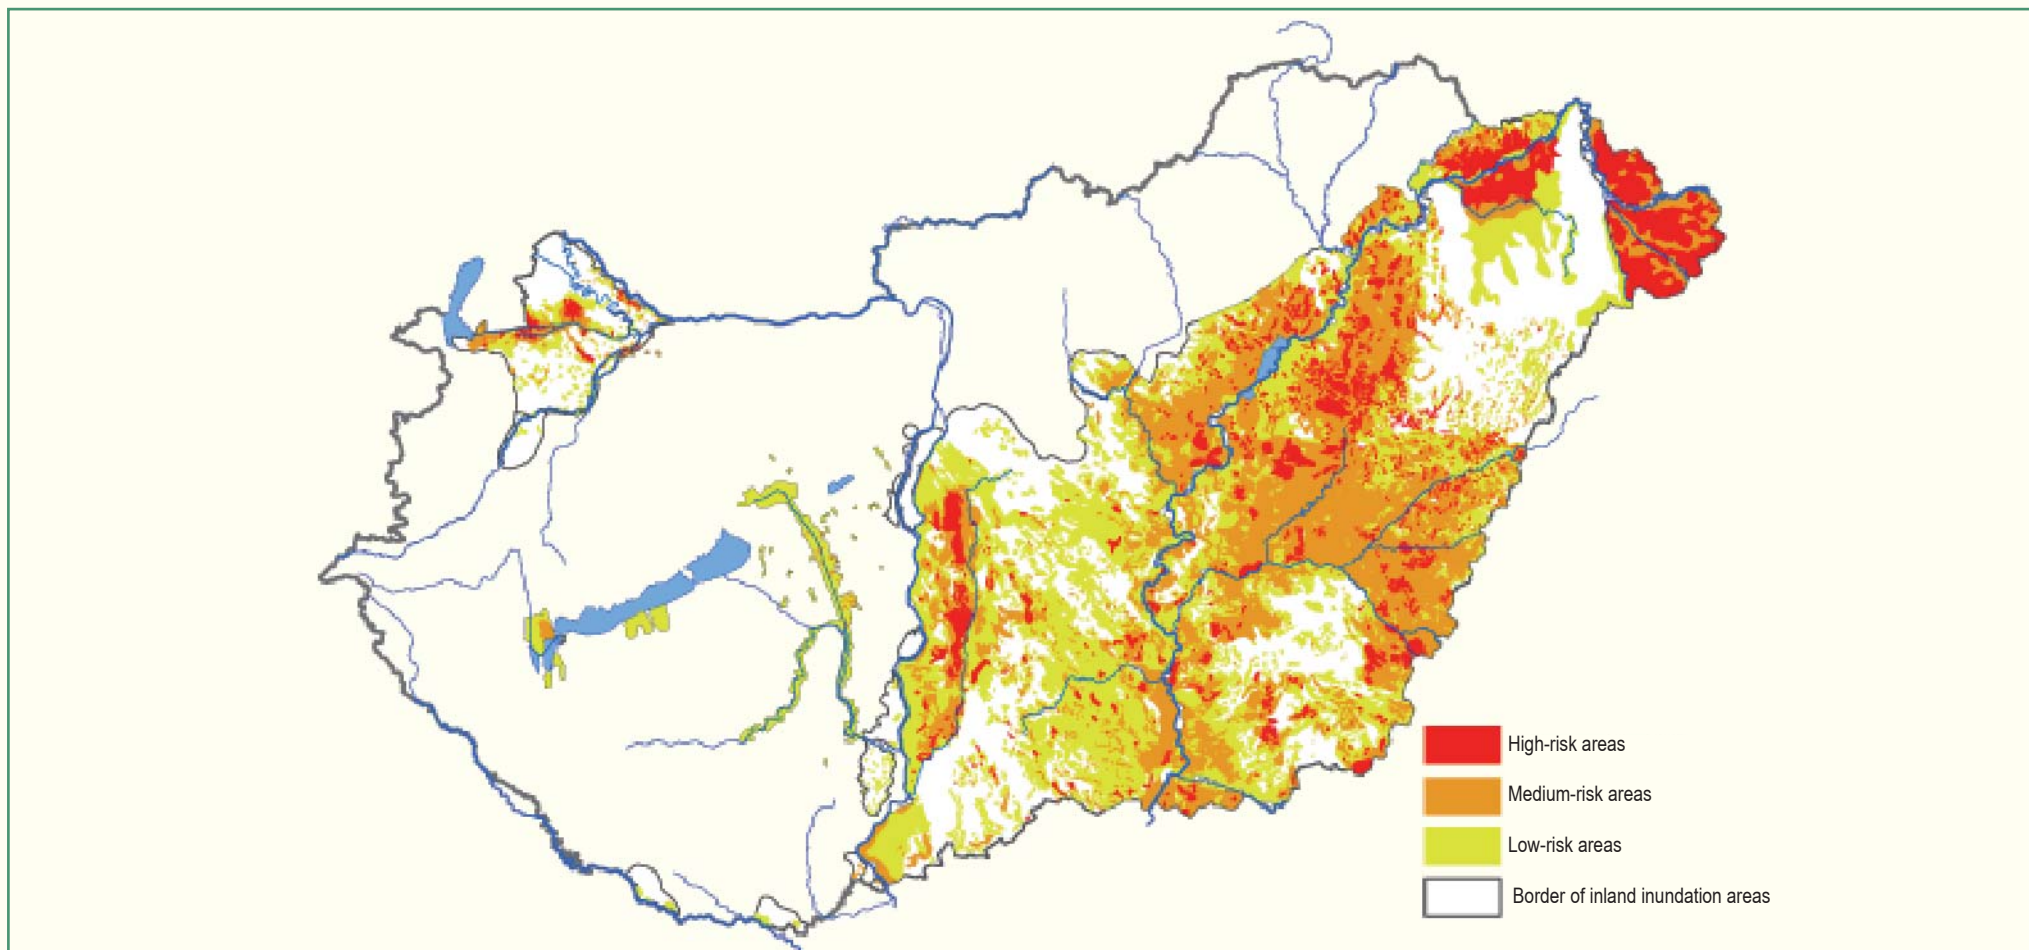 High-risk areas
Medium-risk areas
Low-risk areas
Border of inland inundation areas